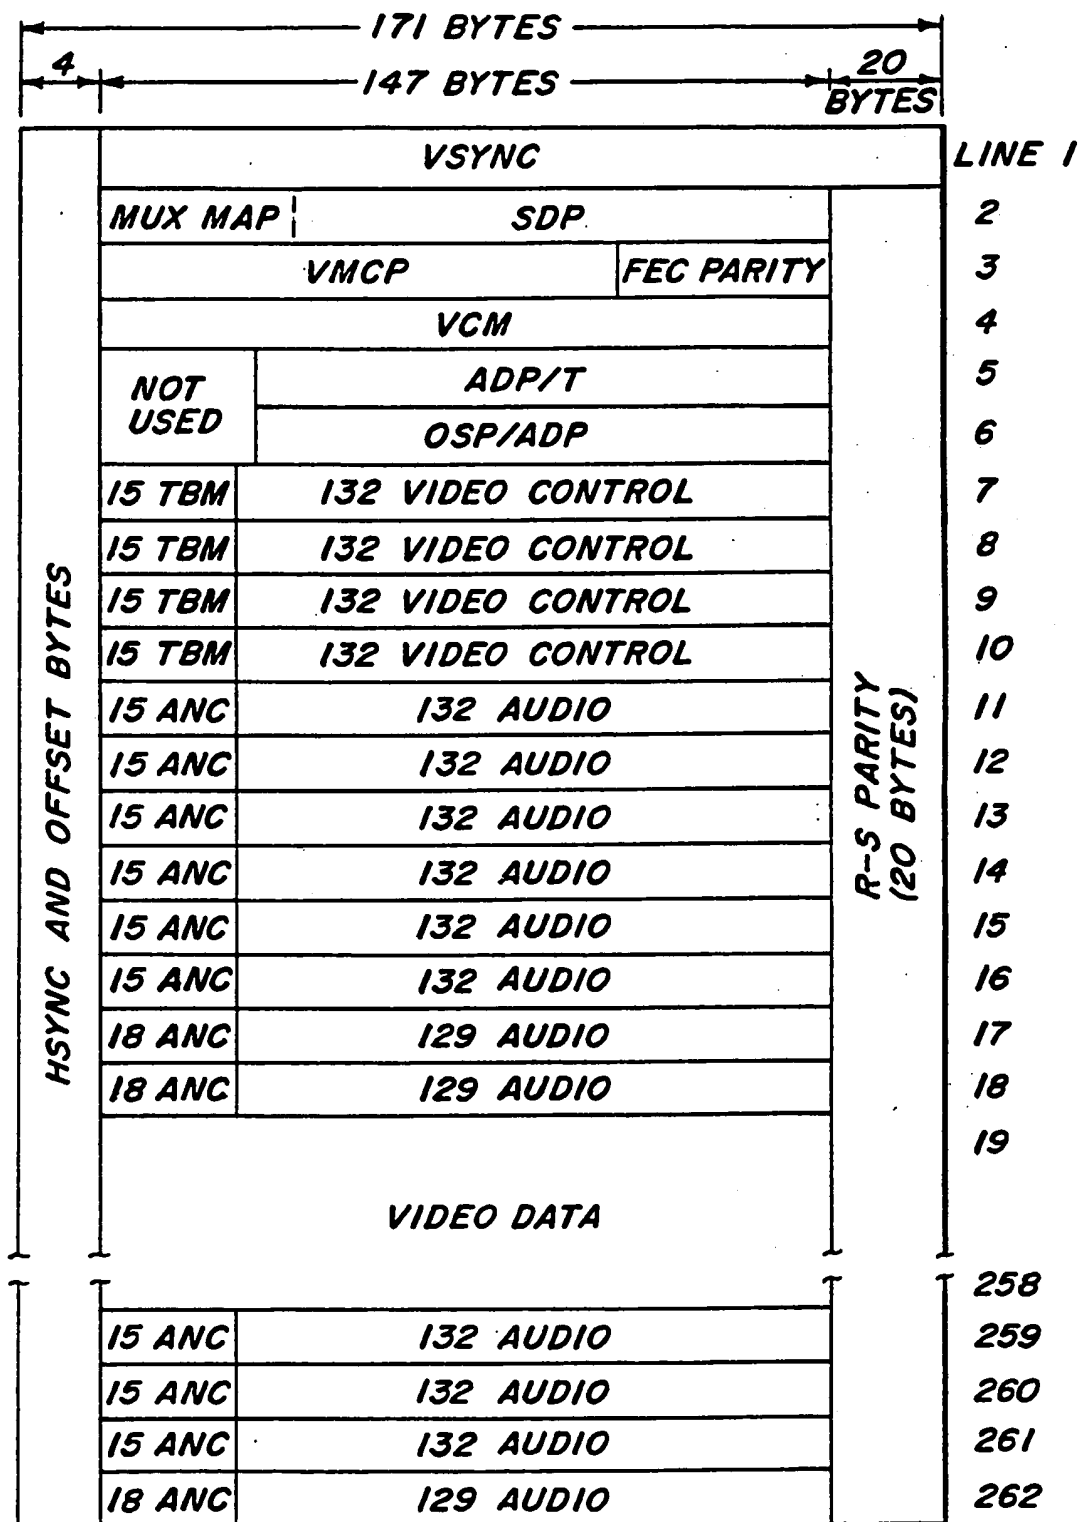 171 BYTES
4
147 BYTES
20
BYTES
VSYNC
LINE 1
MUX MAP
SDP
2
VMCP
FEC PARITY
3
VCM
4
NOT
USED
ADP/T
5
OSP/ADP
6
15 TBM
132 VIDEO CONTROL
7
15 TBM
132 VIDEO CONTROL
8
15 TBM
132 VIDEO CONTROL
9
15 TBM
132 VIDEO CONTROL
10
15 ANC
132 AUDIO
11
15 ANC
132 AUDIO
12
15 ANC
132 AUDIO
13
15 ANC
132 AUDIO
14
15 ANC
132 AUDIO
15
15 ANC
132 AUDIO
16
18 ANC
129 AUDIO
17
18 ANC
129 AUDIO
18
19
VIDEO DATA
258
15 ANC
132 AUDIO
259
15 ANC
132 AUDIO
260
15 ANC
132 AUDIO
261
18 ANC
129 AUDIO
262
HSYNC AND OFFSET BYTES
R-S PARITY
(20 BYTES)